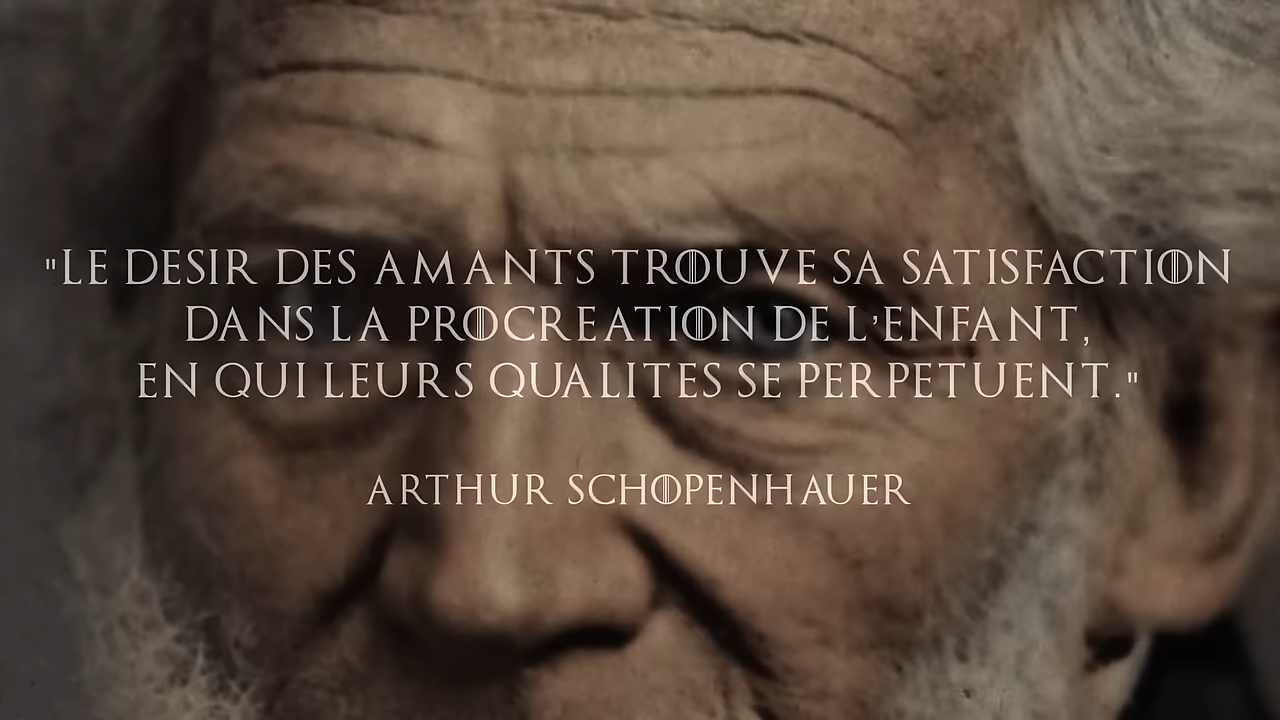 "LE DESIR DES AMANTS TROUVE SA SATISFACTION
DANS LA PROCREATION DE L'ENFANT,
EN QUI LEURS QUALITES SE PERPETUENT."
ARTHUR SCHOPENHAUER